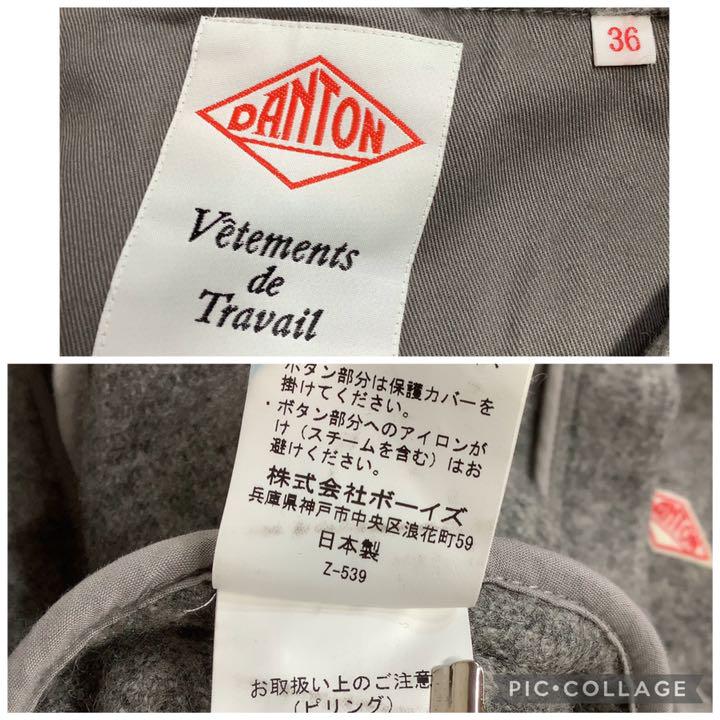 DANTON
Vêtements
de
Travail
36
ボタン部分は保護カバーを
掛けてください。
・ボタン部分へのアイロンが
け（スチームを含む）はお
避けください。
株式会社ボーイズ
兵庫県神戸市中央区浪花町59
日本製
Z-539
お取扱い上のご注意
（ピリング）
DANTON
PIC•COLLAGE